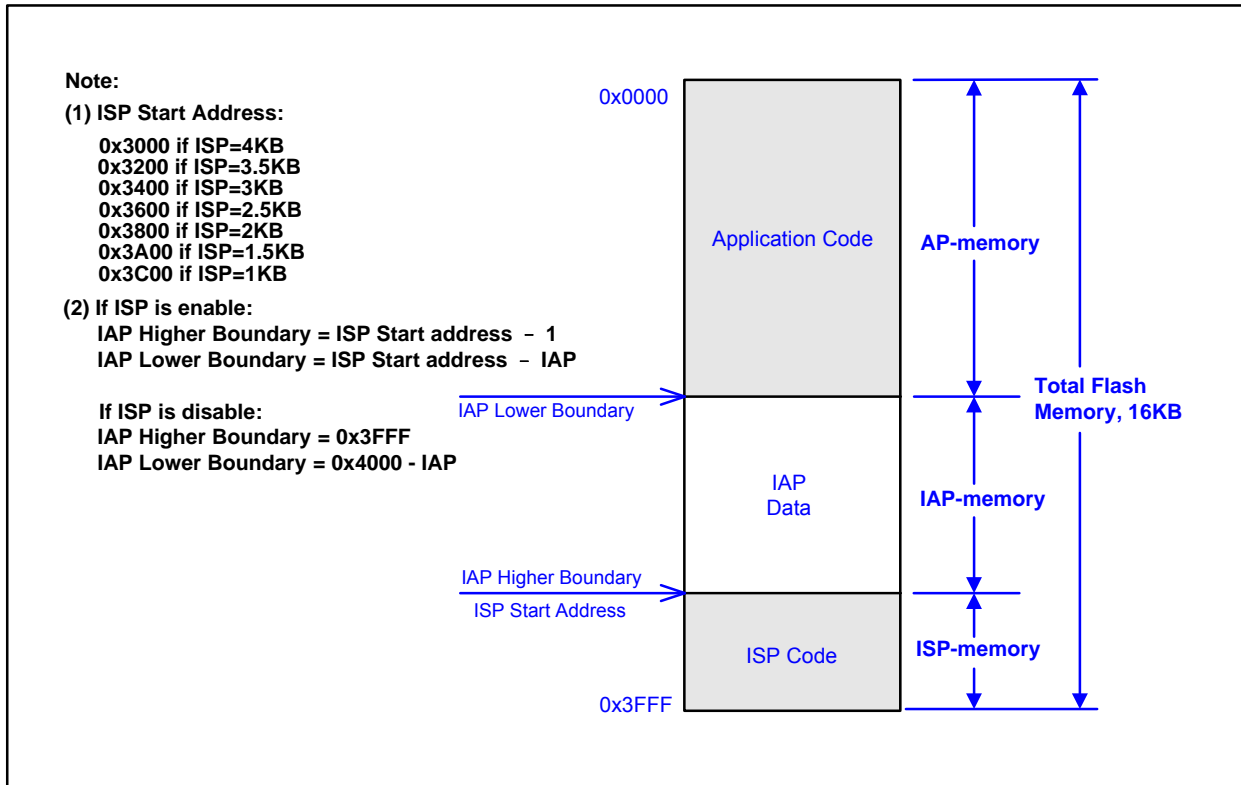 Note:
(1) ISP Start Address:
0x3000 if ISP=4KB
0x3200 if ISP=3.5KB
0x3400 if ISP=3KB
0x3600 if ISP=2.5KB
0x3800 if ISP=2KB
0x3A00 if ISP=1.5KB
0x3C00 if ISP=1KB
(2) If ISP is enable:
IAP Higher Boundary = ISP Start address – 1
IAP Lower Boundary = ISP Start address – IAP
If ISP is disable:
IAP Higher Boundary = 0x3FFF
IAP Lower Boundary = 0x4000 - IAP
0x0000
Application Code
AP-memory
IAP Lower Boundary
Total Flash
Memory, 16KB
IAP
Data
IAP-memory
IAP Higher Boundary
ISP Start Address
ISP Code
ISP-memory
0x3FFF